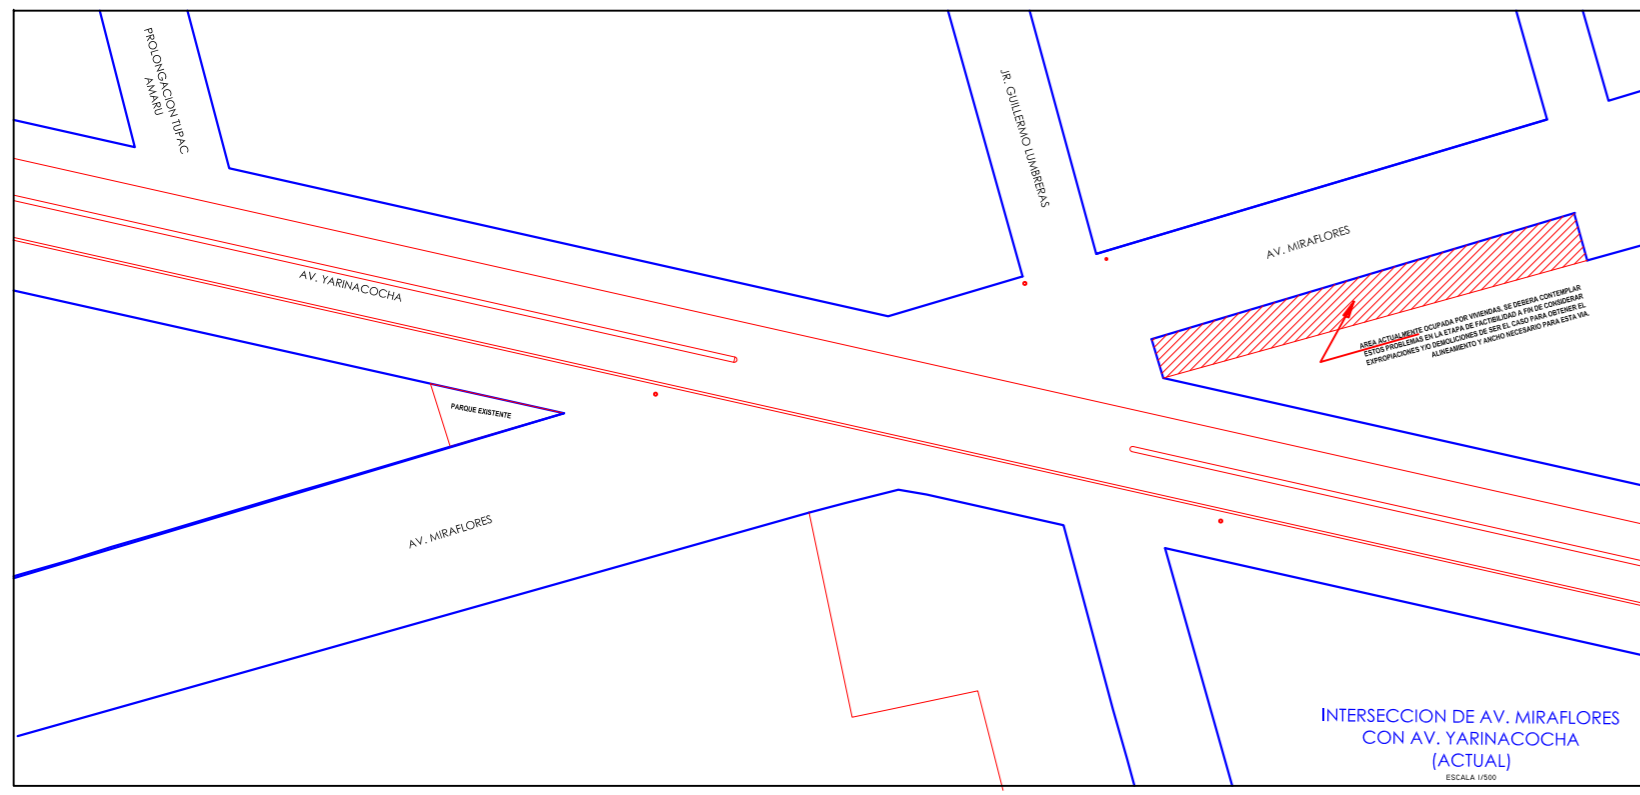 PROLONGACION TUPAC
AMARU
JR. GUILLERMO LUMBRERAS
AV. MIRAFLORES
AV. YARINACOCHA
AREA ACTUALMENTE OCUPADA POR VIVIENDAS, SE DEBERA CONTEMPLAR
ESTOS PROBLEMAS EN LA ETAPA DE FACTIBILIDAD A FIN DE CONSIDERAR
EXPROPIACIONES Y/O DEMOLICIONES DE SER EL CASO PARA OBTENER EL
ALINEAMIENTO Y ANCHO NECESARIO PARA ESTA VIA.
PARQUE EXISTENTE
AV. MIRAFLORES
INTERSECCION DE AV. MIRAFLORES
CON AV. YARINACOCHA
(ACTUAL)
ESCALA 1/500